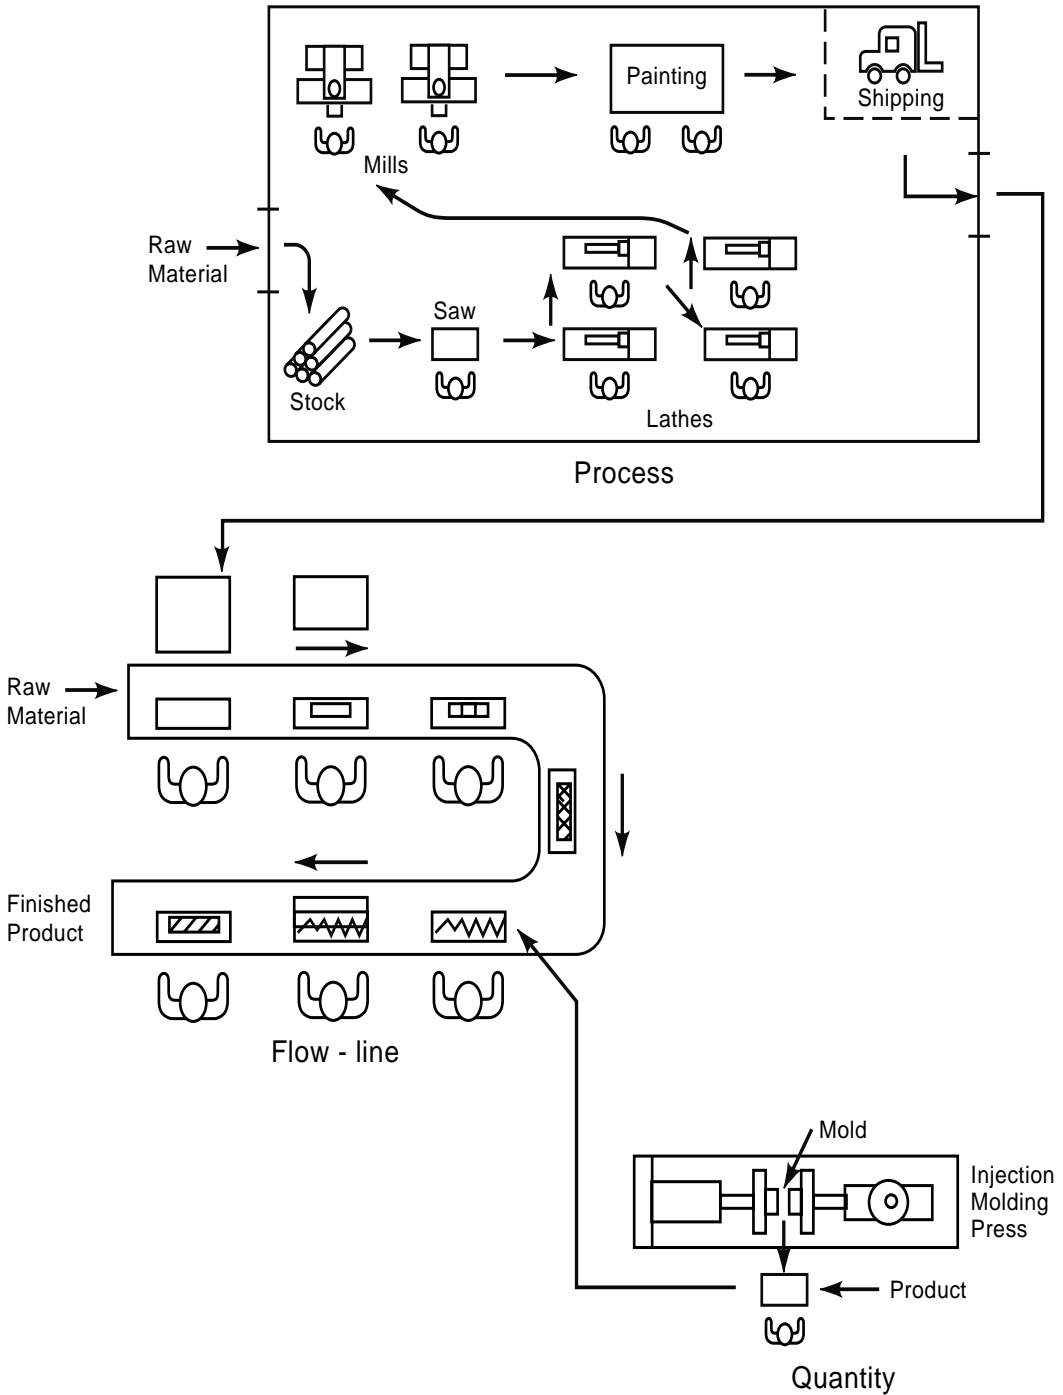 Painting
Shipping
Mills
Raw
Material
Saw
Stock
Lathes
Process
Raw
Material
Finished
Product
Flow - line
Mold
Injection
Molding
Press
Product
Quantity